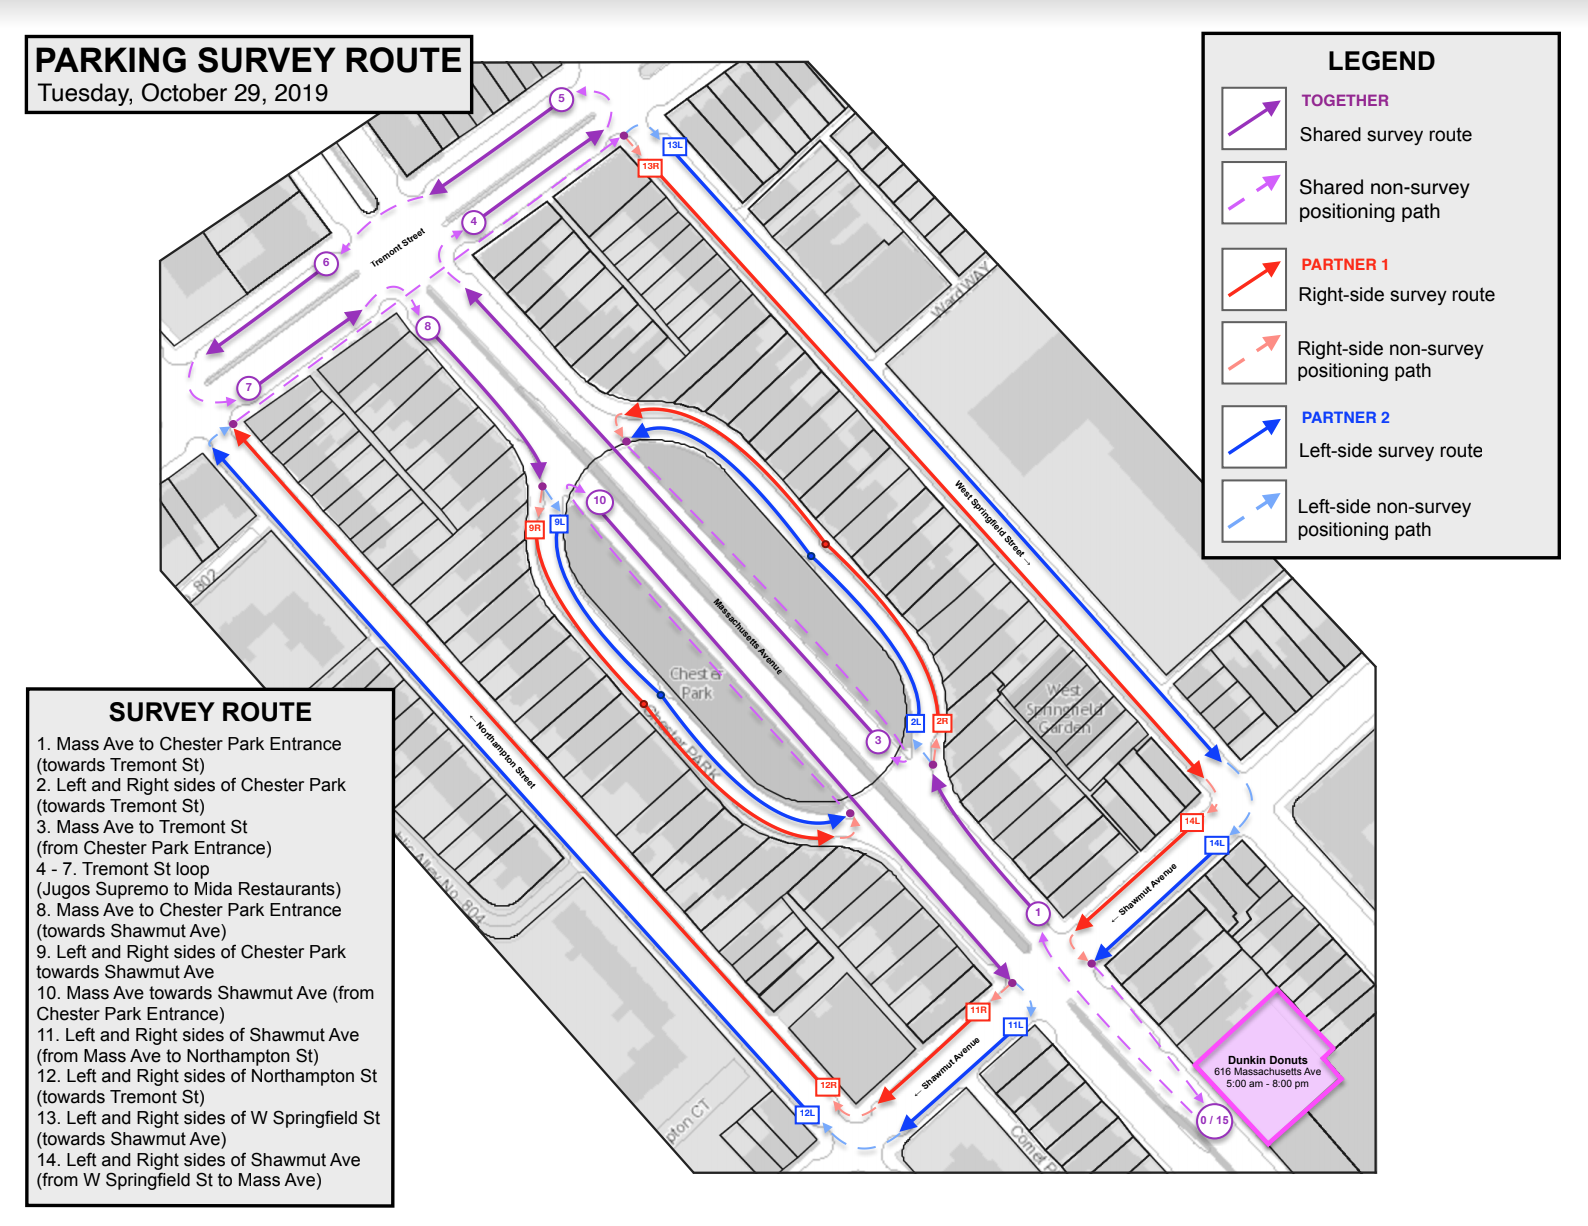 PARKING SURVEY ROUTE
Tuesday, October 29, 2019
LEGEND
TOGETHER
Shared survey route
Shared non-survey
positioning path
PARTNER 1
Right-side survey route
Right-side non-survey
positioning path
PARTNER 2
Left-side survey route
Left-side non-survey
positioning path
5
13L
13R
4
Tremont Street
6
Ward WAY
8
7
10
9R
9L
West Springfield Street →
802
Massachusetts Avenue
Chester
Park
West
Springfield
Garden
2L
2R
3
Chester PARK
← Northampton Street
14L
14L
← Shawmut Avenue
1
Alley No. 804
11R
11L
← Shawmut Avenue
12R
12L
pton CT
Comet P
Dunkin Donuts
616 Massachusetts Ave
5:00 am - 8:00 pm
0 / 15
SURVEY ROUTE
1. Mass Ave to Chester Park Entrance
(towards Tremont St)
2. Left and Right sides of Chester Park
(towards Tremont St)
3. Mass Ave to Tremont St
(from Chester Park Entrance)
4 - 7. Tremont St loop
(Jugos Supremo to Mida Restaurants)
8. Mass Ave to Chester Park Entrance
(towards Shawmut Ave)
9. Left and Right sides of Chester Park
towards Shawmut Ave
10. Mass Ave towards Shawmut Ave (from
Chester Park Entrance)
11. Left and Right sides of Shawmut Ave
(from Mass Ave to Northampton St)
12. Left and Right sides of Northampton St
(towards Tremont St)
13. Left and Right sides of W Springfield St
(towards Shawmut Ave)
14. Left and Right sides of Shawmut Ave
(from W Springfield St to Mass Ave)